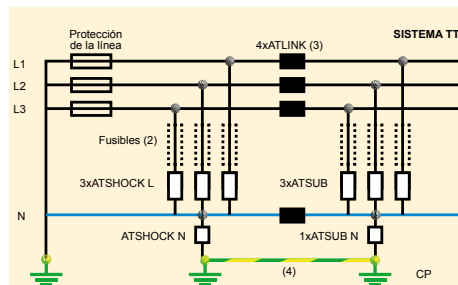 Protección
de la línea
4xATLINK (3)
SISTEMA TT
L1
L2
L3
Fusibles (2)
3xATSHOCK L
3xATSUB
N
ATSHOCK N
1xATSUB N
(4)
CP